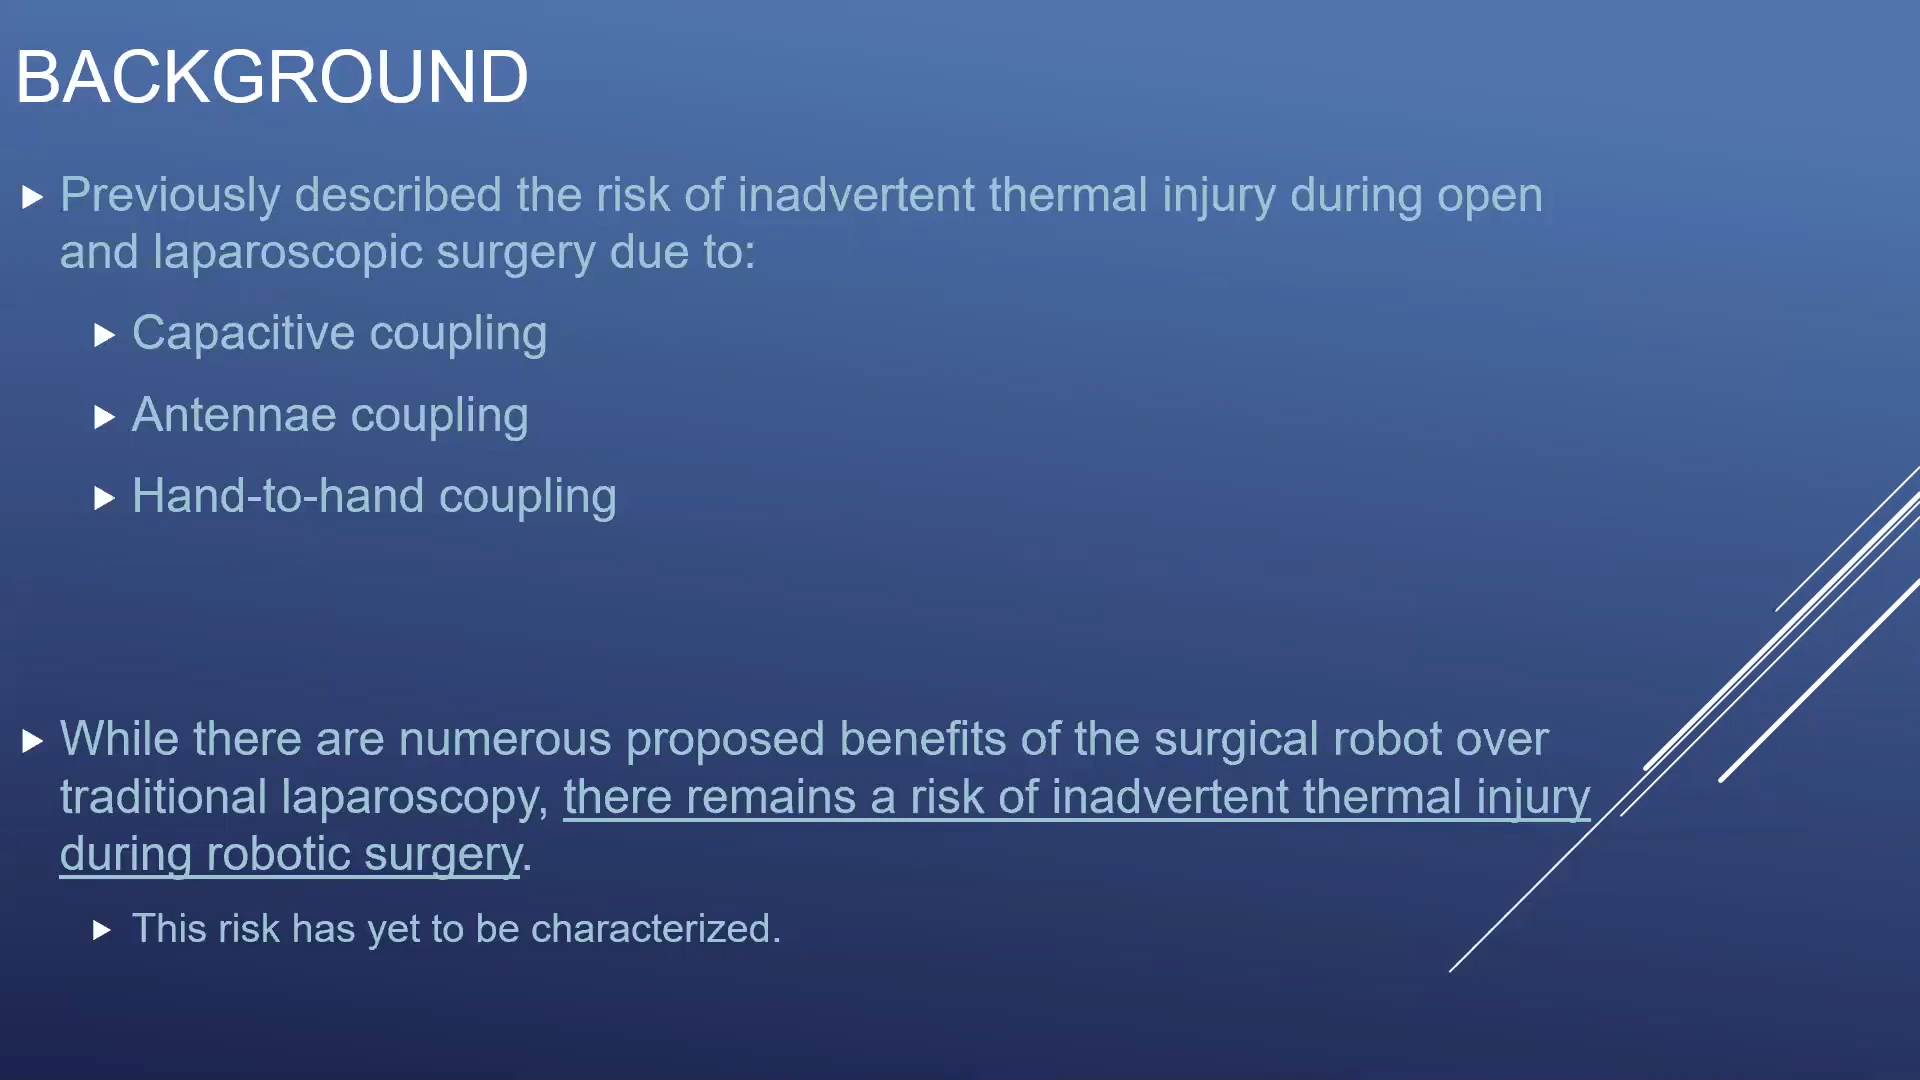 BACKGROUND
Previously described the risk of inadvertent thermal injury during open
and laparoscopic surgery due to:
Capacitive coupling
Antennae coupling
Hand-to-hand coupling
While there are numerous proposed benefits of the surgical robot over
traditional laparoscopy, there remains a risk of inadvertent thermal injury
during robotic surgery.
This risk has yet to be characterized.